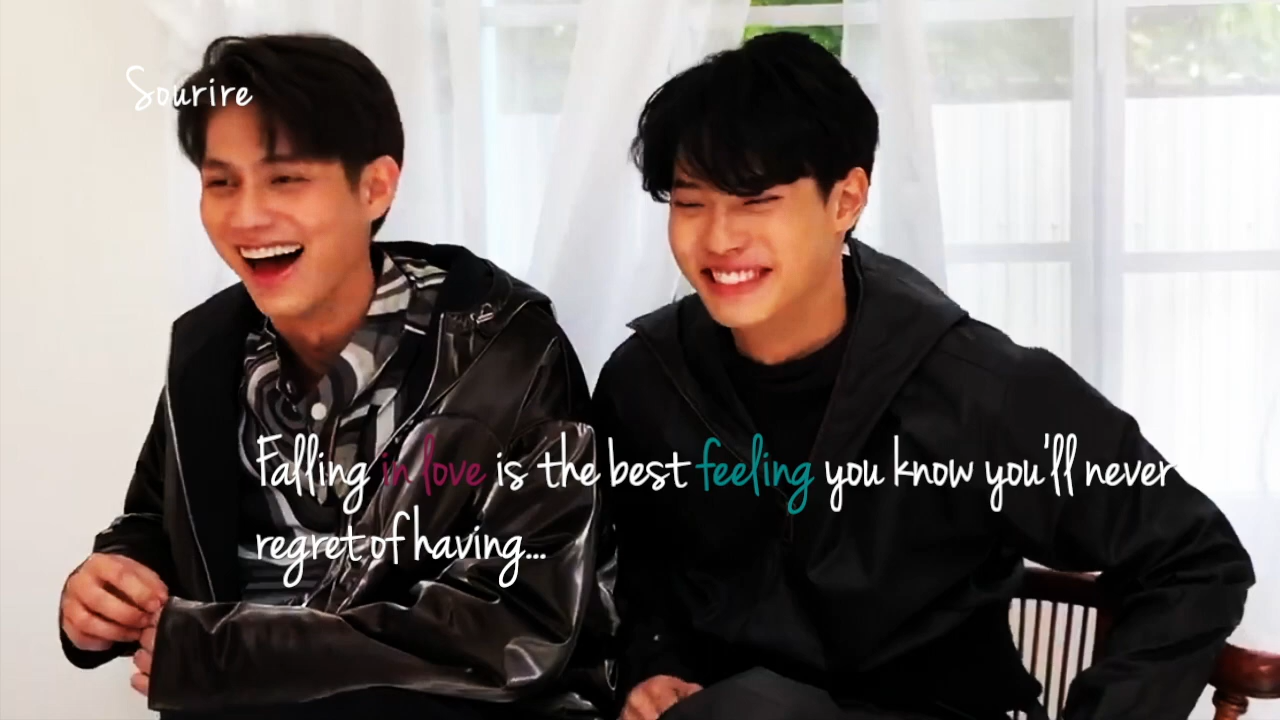 Sourire
Falling in love is the best feeling you know you'll never
regret of having...